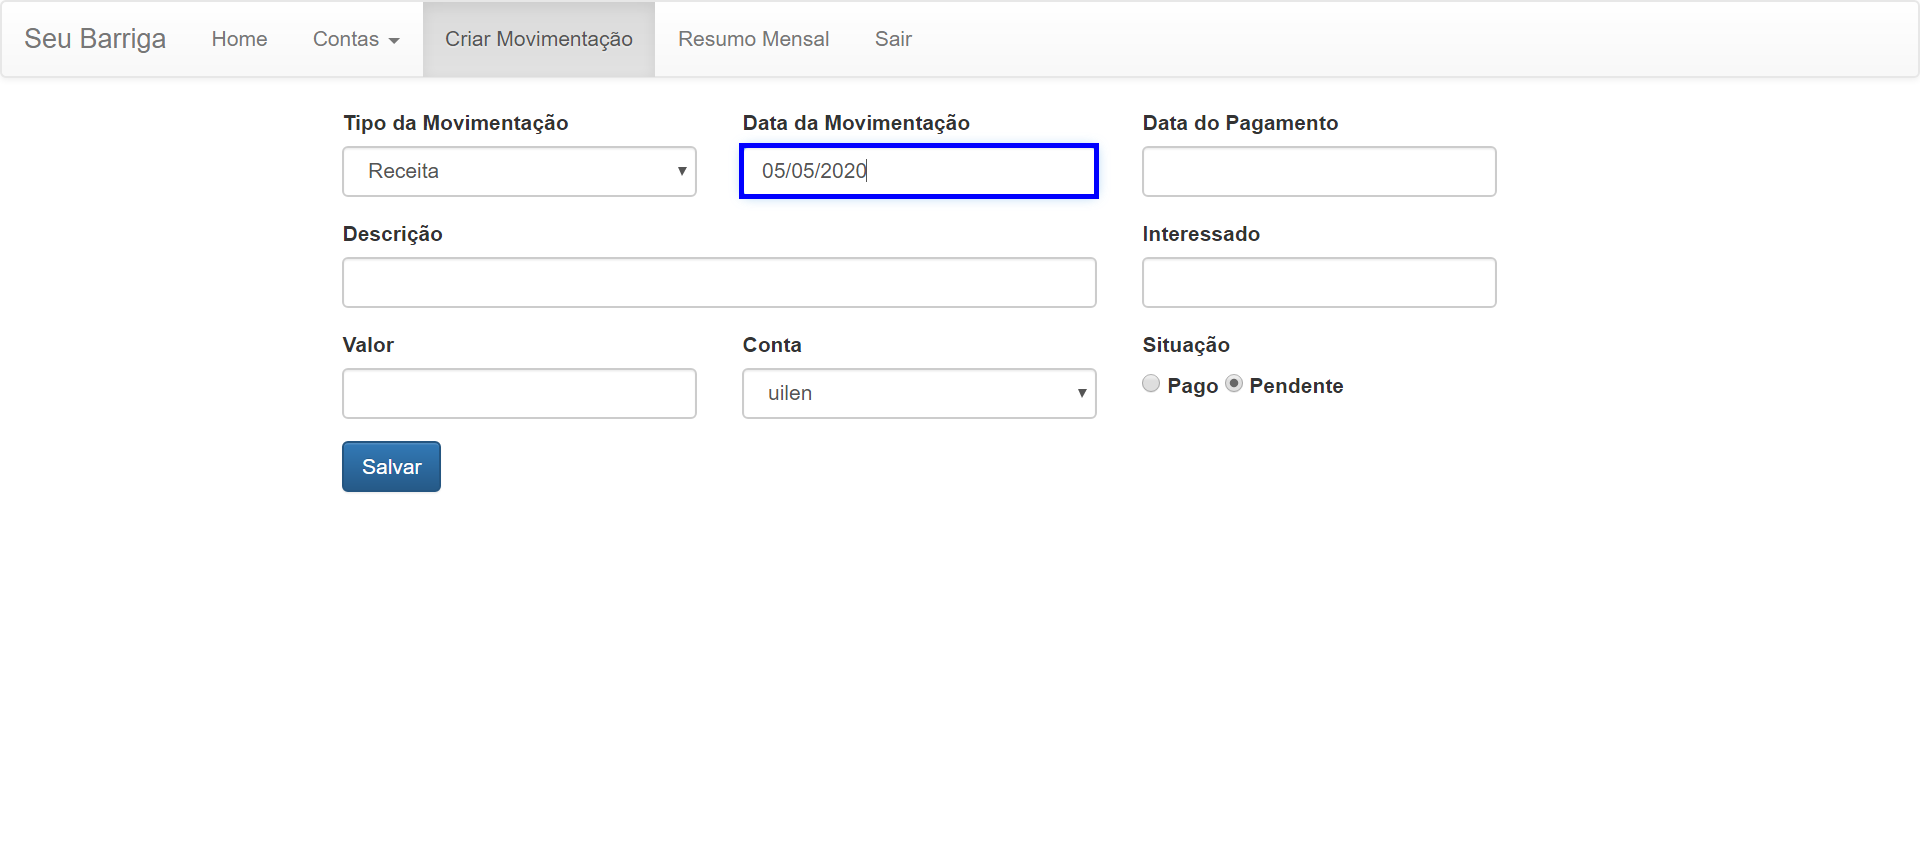 Seu Barriga Home Contas Criar Movimentação Resumo Mensal Sair
Tipo da Movimentação Data da Movimentação Data do Pagamento
Receita 05/05/2020
Descrição Interessado
Valor Conta Situação
uilen Pago Pendente
Salvar